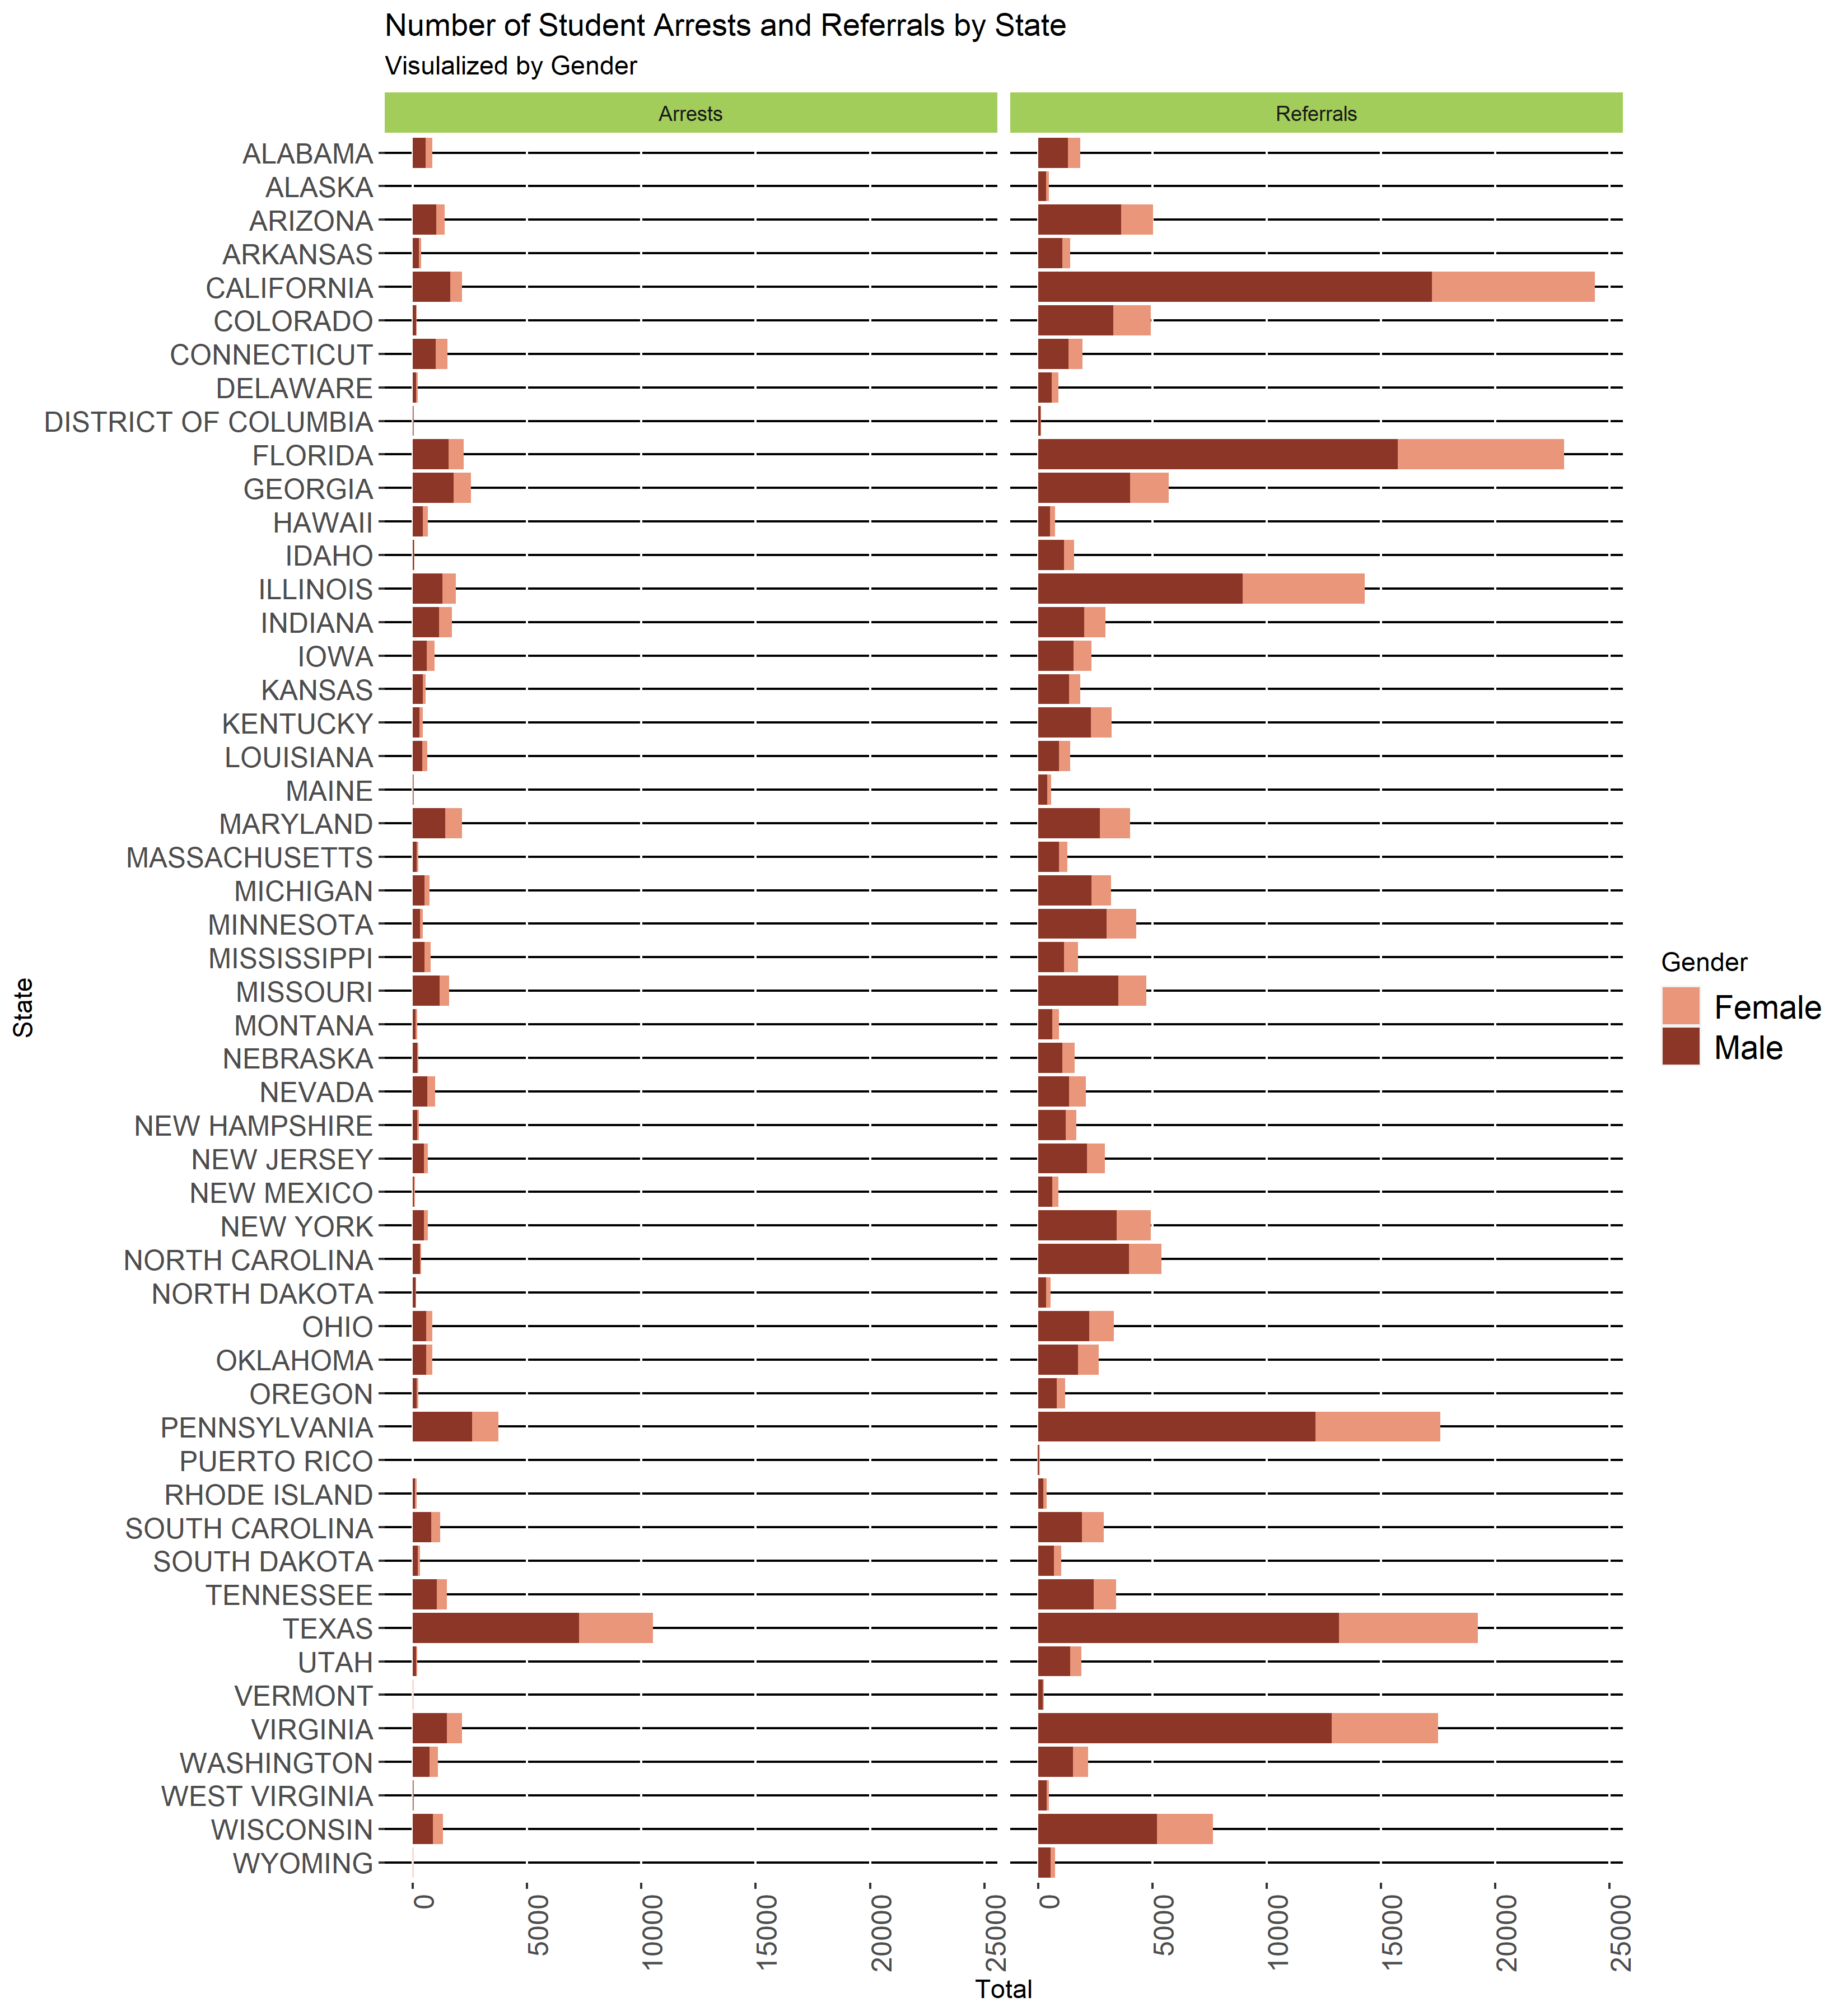 Number of Student Arrests and Referrals by State
Visulalized by Gender
Arrests
Referrals
ALABAMA
ALASKA
ARIZONA
ARKANSAS
CALIFORNIA
COLORADO
CONNECTICUT
DELAWARE
DISTRICT OF COLUMBIA
FLORIDA
GEORGIA
HAWAII
IDAHO
ILLINOIS
INDIANA
IOWA
KANSAS
KENTUCKY
LOUISIANA
MAINE
MARYLAND
MASSACHUSETTS
MICHIGAN
MINNESOTA
MISSISSIPPI
MISSOURI
MONTANA
NEBRASKA
NEVADA
NEW HAMPSHIRE
NEW JERSEY
NEW MEXICO
NEW YORK
NORTH CAROLINA
NORTH DAKOTA
OHIO
OKLAHOMA
OREGON
PENNSYLVANIA
PUERTO RICO
RHODE ISLAND
SOUTH CAROLINA
SOUTH DAKOTA
TENNESSEE
TEXAS
UTAH
VERMONT
VIRGINIA
WASHINGTON
WEST VIRGINIA
WISCONSIN
WYOMING
State
0
5000
10000
15000
20000
25000
0
5000
10000
15000
20000
25000
Total
Gender
Female
Male